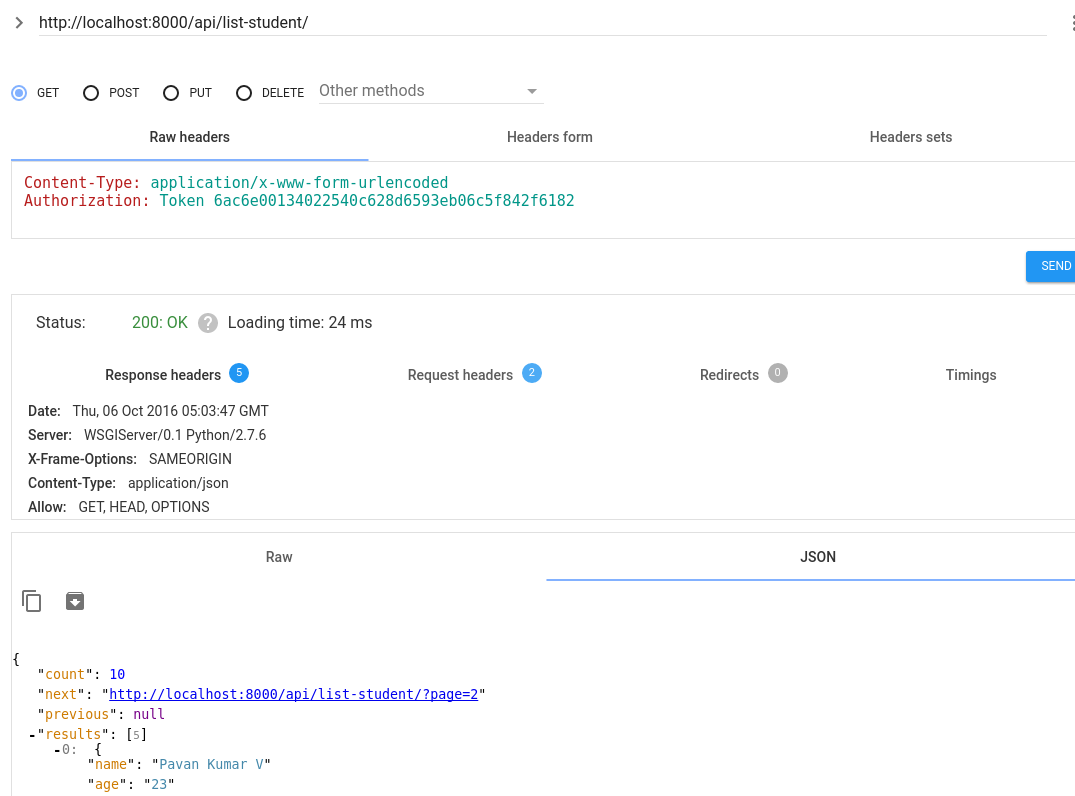 http://localhost:8000/api/list-student/
GET POST PUT DELETE Other methods
Raw headers Headers form Headers sets
Content-Type: application/x-www-form-urlencoded
Authorization: Token 6ac6e00134022540c628d6593eb06c5f842f6182
SEND
Status: 200: OK ? Loading time: 24 ms
Response headers 5 Request headers 2 Redirects 0 Timings
Date: Thu, 06 Oct 2016 05:03:47 GMT
Server: WSGIServer/0.1 Python/2.7.6
X-Frame-Options: SAMEORIGIN
Content-Type: application/json
Allow: GET, HEAD, OPTIONS
Raw JSON
{
"count": 10
"next": "http://localhost:8000/api/list-student/?page=2"
"previous": null
-"results": [5]
-0: {
"name": "Pavan Kumar V"
"age": "23"